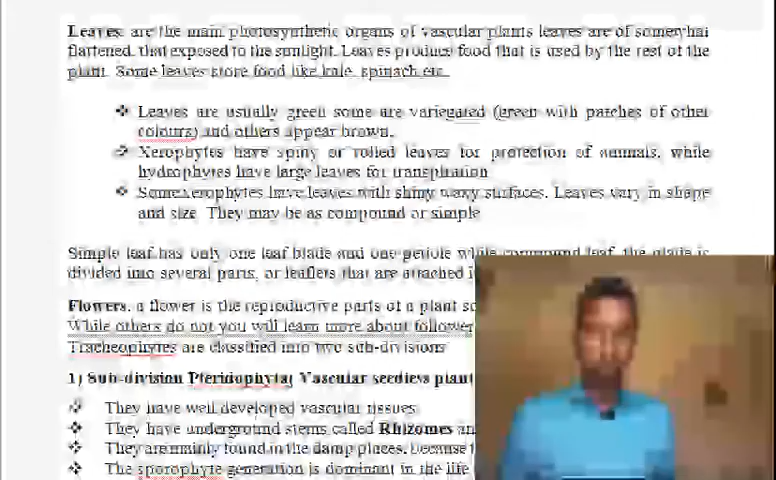 Leaves, are the main photosynthetic organs of vascular plants leaves are of somewhat
flartened, that exposed to the sunlight. Leaves produce food that is used by the rest of the
plant. Some leaves store food like kale, spinach etc.
❖ Leaves are usually green some are variegated (green with patches of other
colours) and others appear brown.
❖ Xerophytes have spiny or rolled leaves for protection of animals, while
hydrophytes have large leaves for transpiration
❖ Some xerophytes have leaves with shiny waxy surfaces. Leaves vary in shape
and size. They may be as compound or simple
Simple leaf has only one leaf blade and one petiole while compound leaf, the blade is
divided into several parts, or leaflets that are attached
Flowers, a flower is the reproductive parts of a plant
While others do not you will learn more about follower
Tracheophytes are classified into two sub-divisions
1) Sub-division Pteridophyta( Vascular seedless plant
❖ They have well developed vascular tissues
❖ They have underground stems called Rhizomes
❖ They are mainly found in the damp places, because
❖ The sporophyte generation is dominant in the life